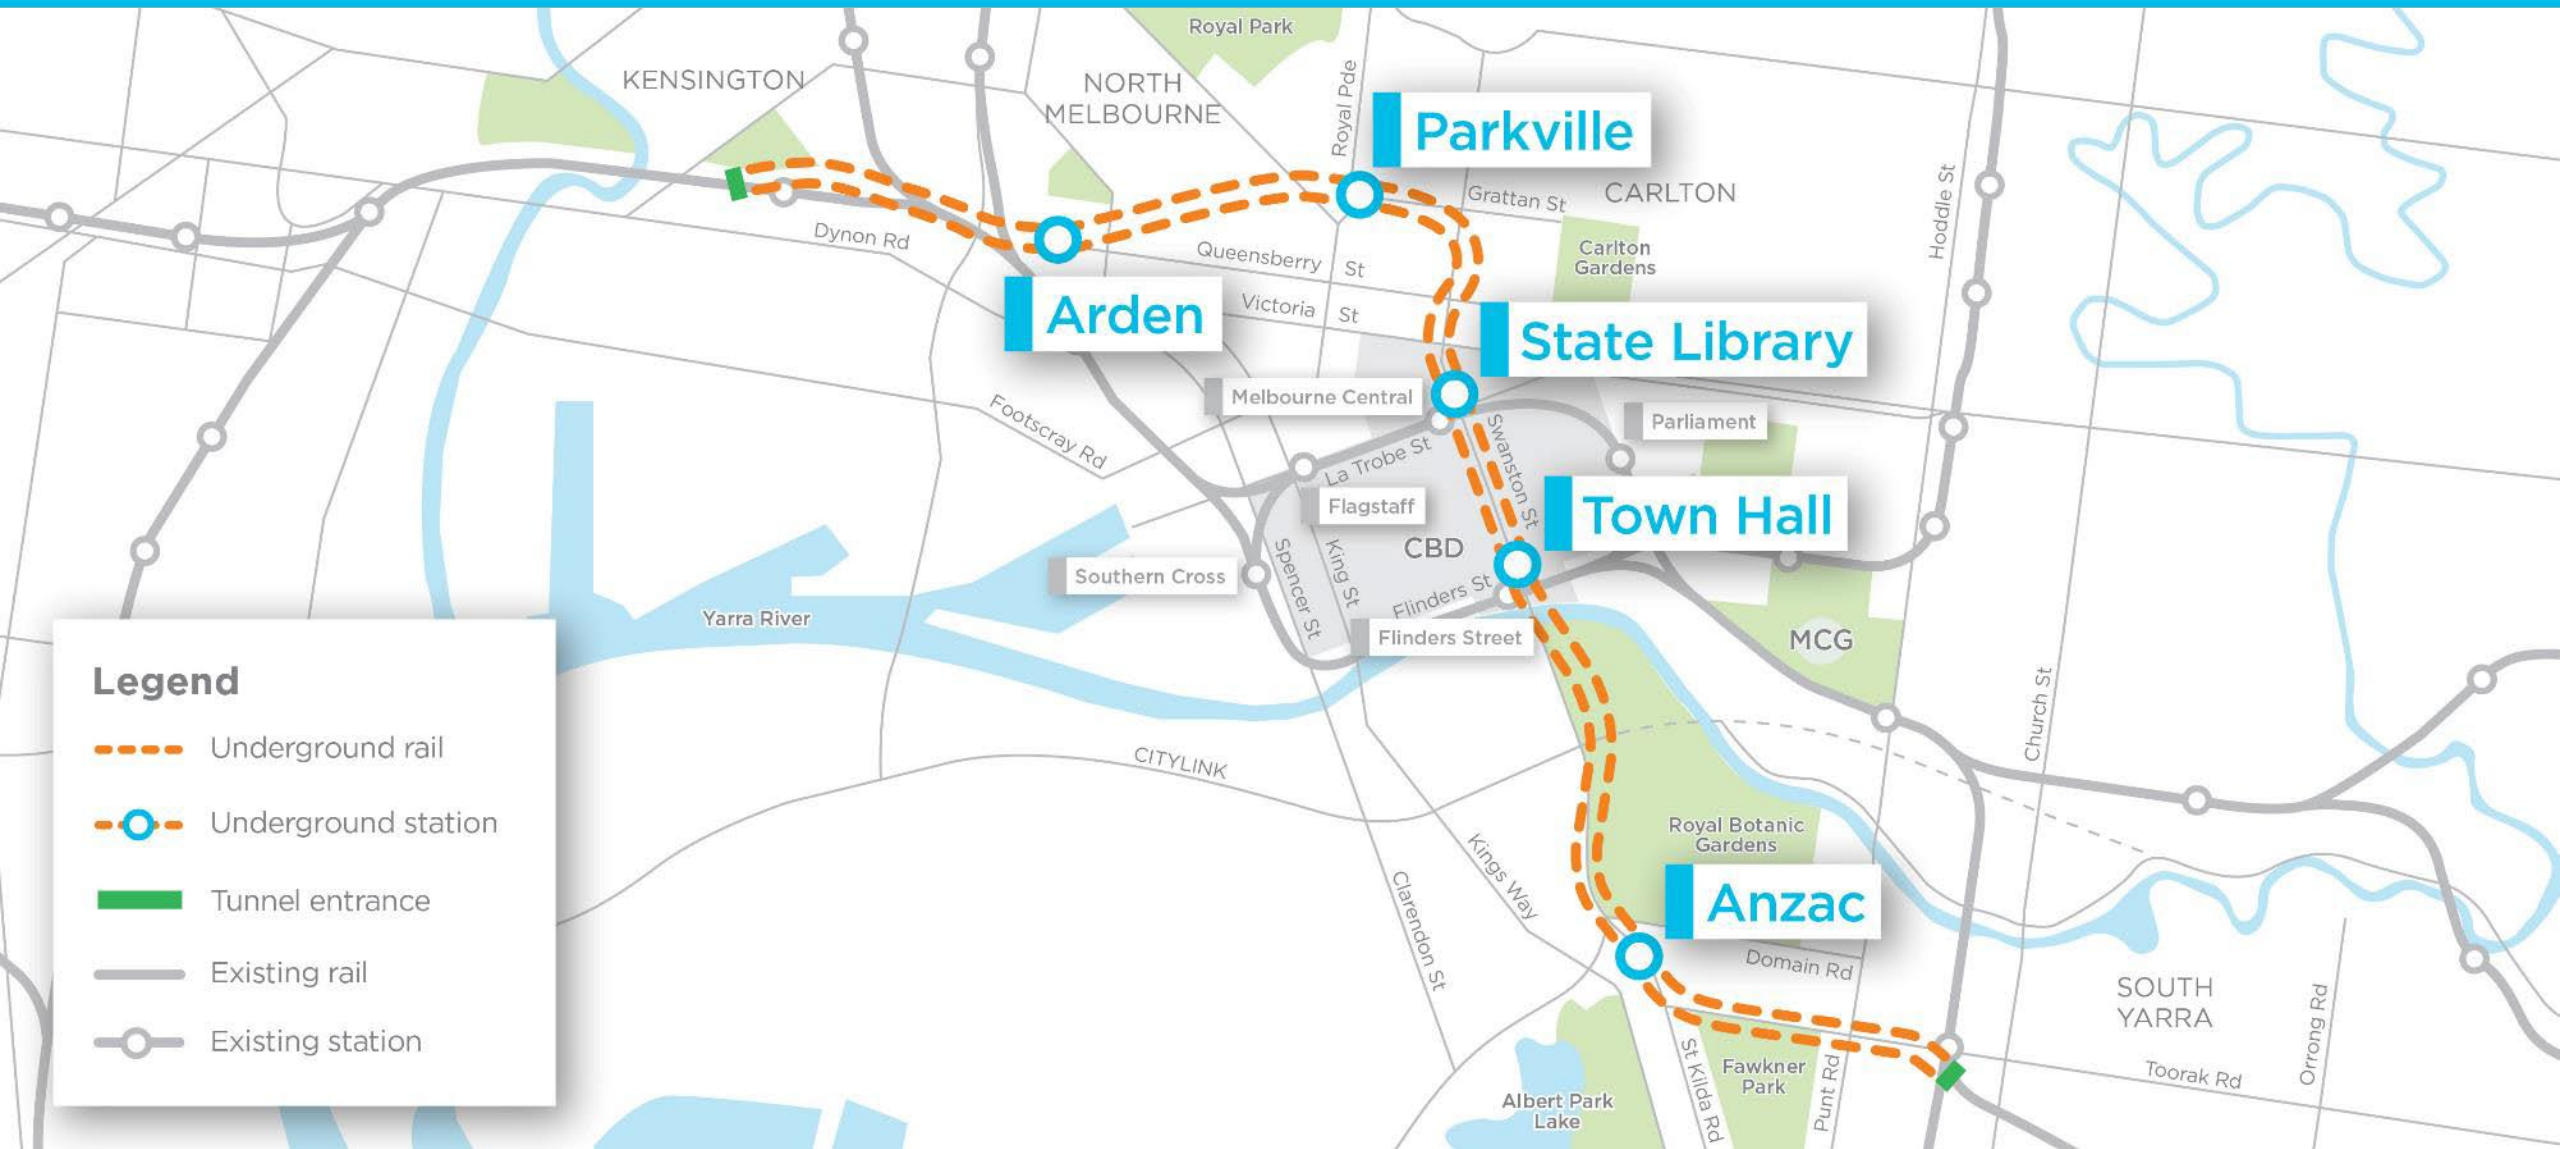 Royal Park
KENSINGTON
NORTH
MELBOURNE
Royal Pde
Parkville
Grattan St
CARLTON
Hoddle St
Dynon Rd
Queensberry St
Carlton
Gardens
Arden
Victoria St
State Library
Melbourne Central
Parliament
Footscray Rd
La Trobe St
Swanston St
Flagstaff
Town Hall
CBD
Spencer St
King St
Southern Cross
Flinders St
Flinders Street
Yarra River
MCG
Church St
CITYLINK
Royal Botanic
Gardens
Kings Way
Clarendon St
Anzac
Domain Rd
SOUTH
YARRA
Orrong Rd
Toorak Rd
St Kilda Rd
Fawkner
Park
Punt Rd
Albert Park
Lake
Legend
Underground rail
Underground station
Tunnel entrance
Existing rail
Existing station